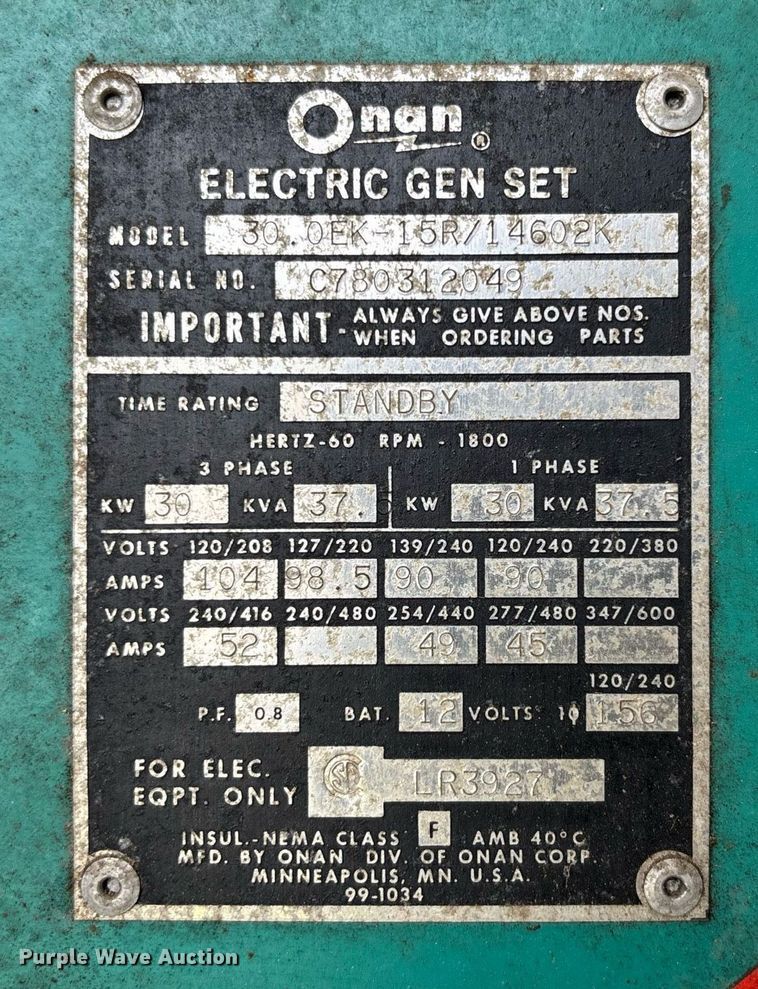 Onan ®
ELECTRIC GEN SET
MODEL 30.0EK-15R/14602K
SERIAL NO. C780312049
IMPORTANT- ALWAYS GIVE ABOVE NOS.
WHEN ORDERING PARTS
TIME RATING STANDBY
HERTZ-60 RPM - 1800
3 PHASE 1 PHASE
KW 30 KVA 37.5 KW 30 KVA 37.5
VOLTS 120/208 127/220 139/240 120/240 220/380
AMPS 104 98.5 90 90
VOLTS 240/416 240/480 254/440 277/480 347/600
AMPS 52 49 45
120/240
P.F. 0.8 BAT. 12 VOLTS 1Ø 156
FOR ELEC. EQPT. ONLY
LR3927
INSUL.-NEMA CLASS F AMB 40°C
MFD. BY ONAN DIV. OF ONAN CORP.
MINNEAPOLIS, MN. U.S.A.
99-1034
Purple Wave Auction